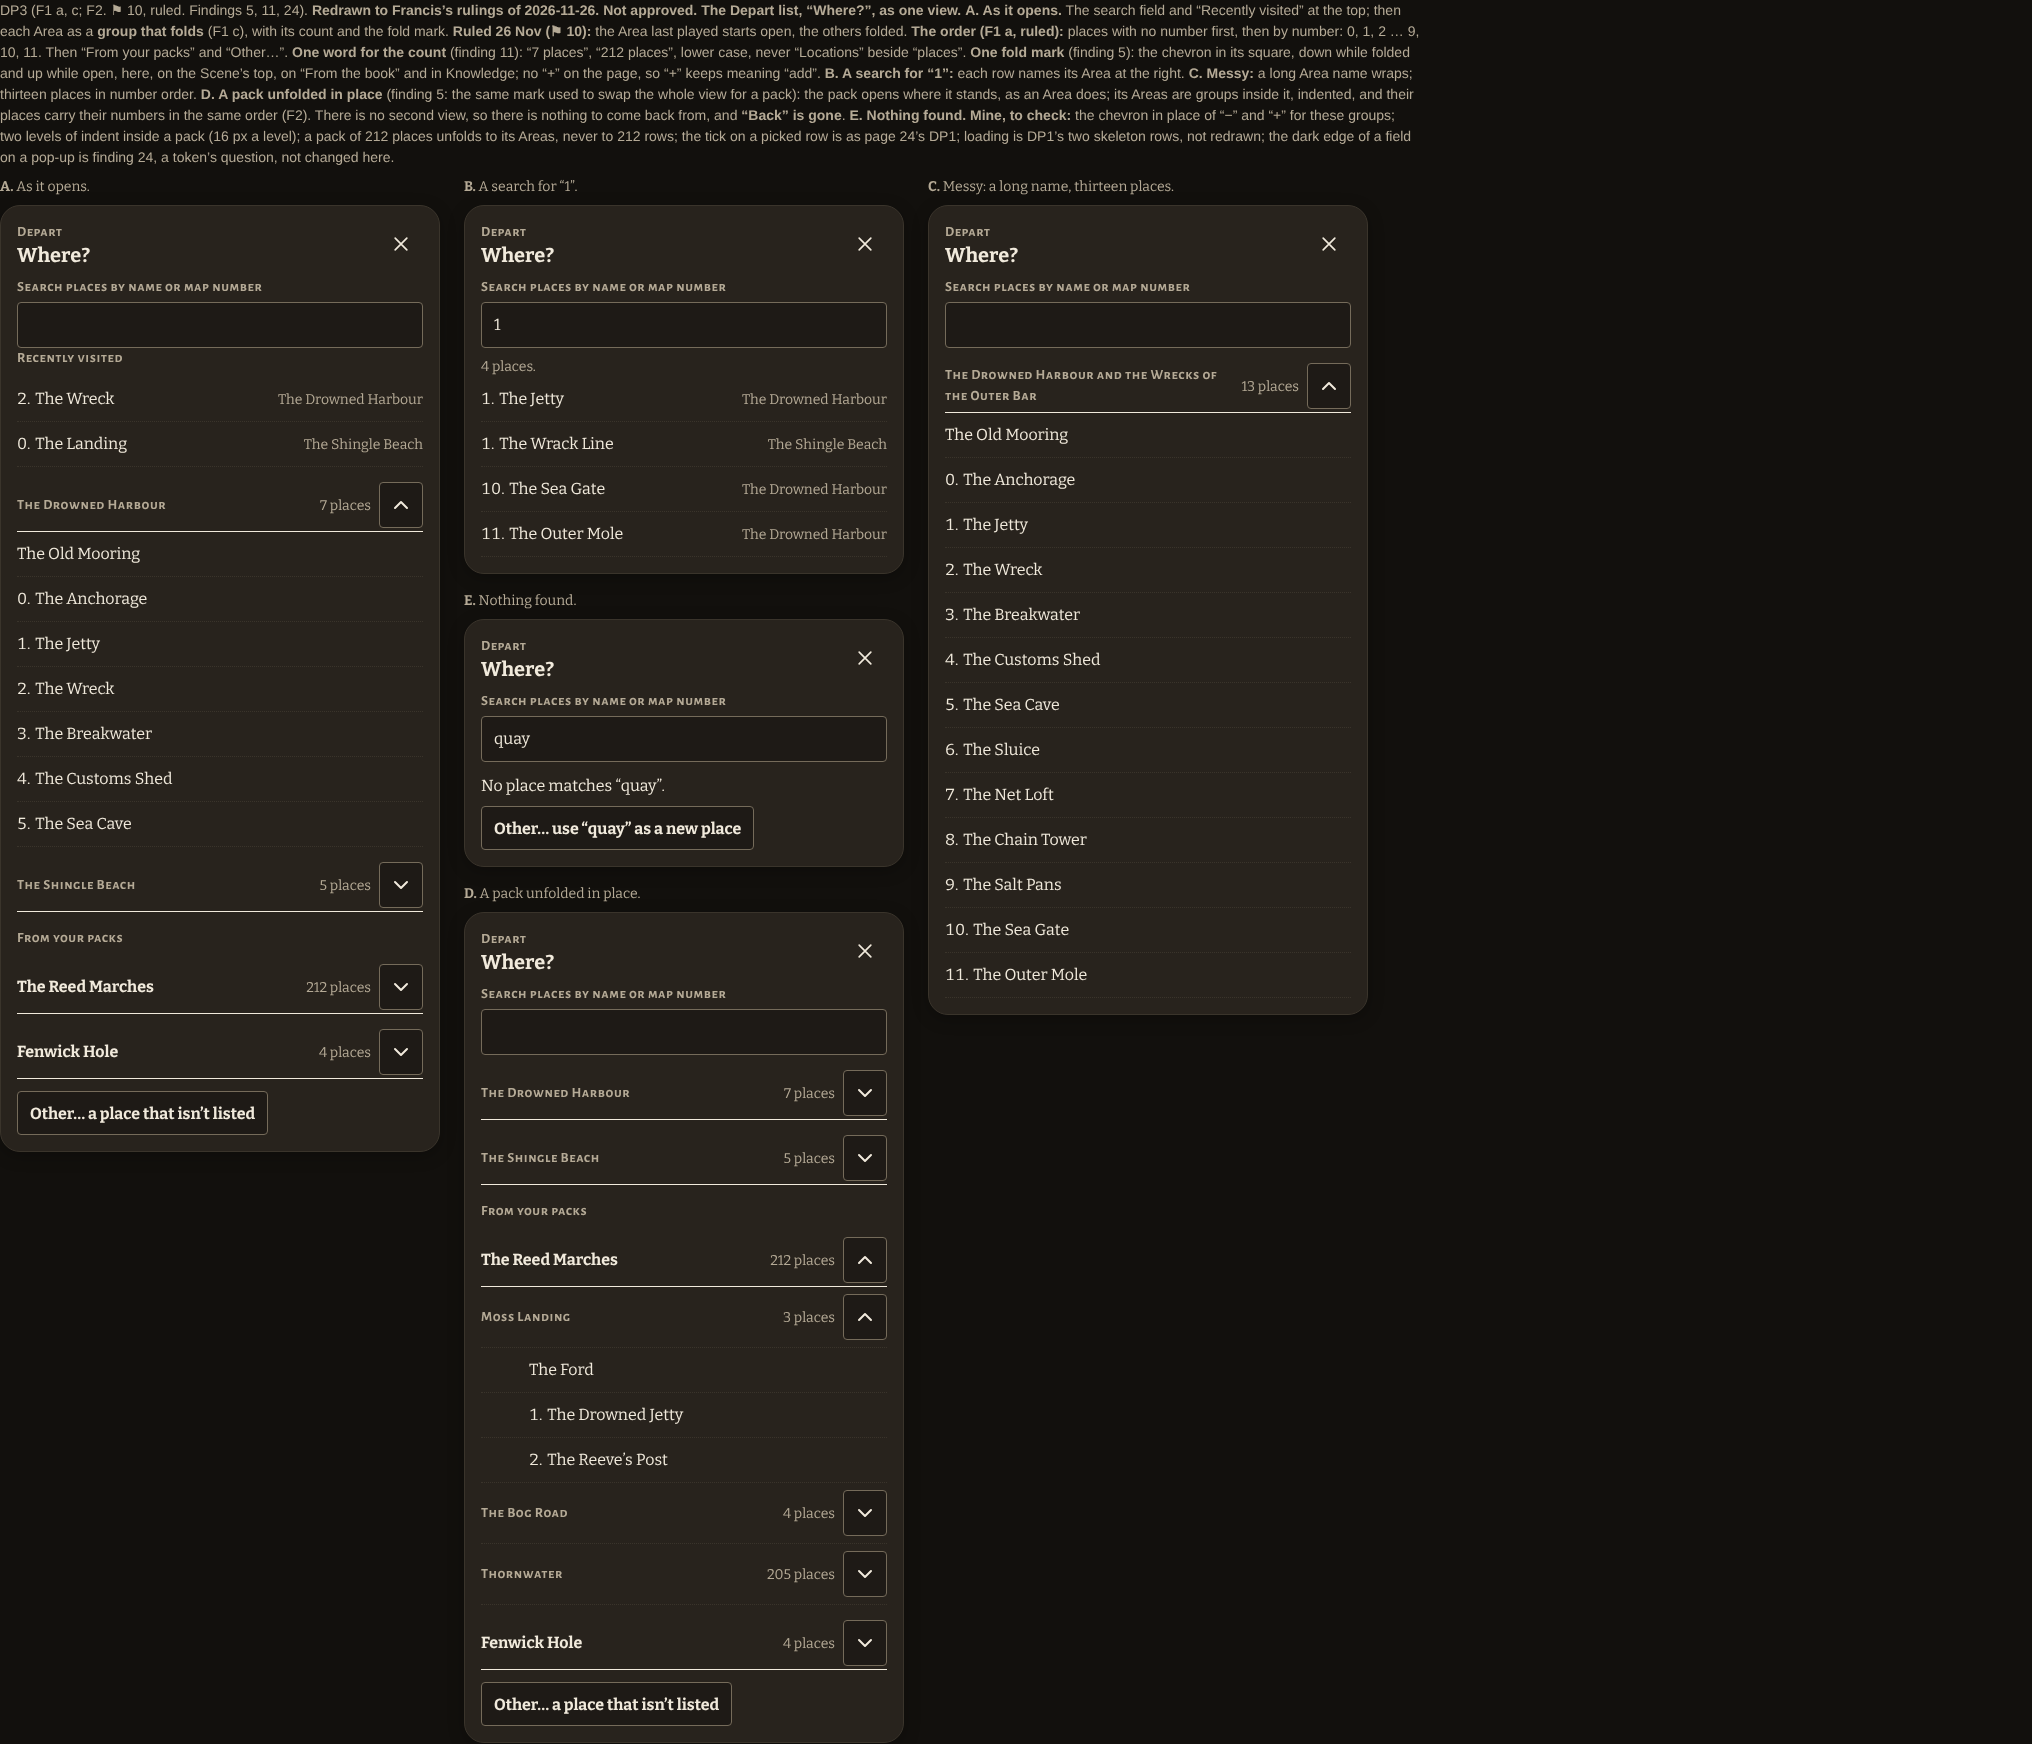 DP3 (F1 a, c; F2. ⚑ 10, ruled. Findings 5, 11, 24). Redrawn to Francis’s rulings of 2026-11-26. Not approved. The Depart list, “Where?”, as one view. A. As it opens. The search field and “Recently visited” at the top; then
each Area as a group that folds (F1 c), with its count and the fold mark. Ruled 26 Nov (⚑ 10): the Area last played starts open, the others folded. The order (F1 a, ruled): places with no number first, then by number: 0, 1, 2 … 9,
10, 11. Then “From your packs” and “Other…”. One word for the count (finding 11): “7 places”, “212 places”, lower case, never “Locations” beside “places”. One fold mark (finding 5): the chevron in its square, down while folded
and up while open, here, on the Scene’s top, on “From the book” and in Knowledge; no “+” on the page, so “+” keeps meaning “add”. B. A search for “1”: each row names its Area at the right. C. Messy: a long Area name wraps;
thirteen places in number order. D. A pack unfolded in place (finding 5: the same mark used to swap the whole view for a pack): the pack opens where it stands, as an Area does; its Areas are groups inside it, indented, and their
places carry their numbers in the same order (F2). There is no second view, so there is nothing to come back from, and “Back” is gone. E. Nothing found. Mine, to check: the chevron in place of “−” and “+” for these groups;
two levels of indent inside a pack (16 px a level); a pack of 212 places unfolds to its Areas, never to 212 rows; the tick on a picked row is as page 24’s DP1; loading is DP1’s two skeleton rows, not redrawn; the dark edge of a field
on a pop-up is finding 24, a token’s question, not changed here.
A. As it opens.
Depart
Where?
Search places by name or map number
Recently visited
2. The Wreck The Drowned Harbour
0. The Landing The Shingle Beach
The Drowned Harbour 7 places
The Old Mooring
0. The Anchorage
1. The Jetty
2. The Wreck
3. The Breakwater
4. The Customs Shed
5. The Sea Cave
The Shingle Beach 5 places
From your packs
The Reed Marches 212 places
Fenwick Hole 4 places
Other… a place that isn’t listed
B. A search for “1”.
Depart
Where?
Search places by name or map number
1
4 places.
1. The Jetty The Drowned Harbour
1. The Wrack Line The Shingle Beach
10. The Sea Gate The Drowned Harbour
11. The Outer Mole The Drowned Harbour
E. Nothing found.
Depart
Where?
Search places by name or map number
quay
No place matches “quay”.
Other… use “quay” as a new place
D. A pack unfolded in place.
Depart
Where?
Search places by name or map number
The Drowned Harbour 7 places
The Shingle Beach 5 places
From your packs
The Reed Marches 212 places
Moss Landing 3 places
The Ford
1. The Drowned Jetty
2. The Reeve’s Post
The Bog Road 4 places
Thornwater 205 places
Fenwick Hole 4 places
Other… a place that isn’t listed
C. Messy: a long name, thirteen places.
Depart
Where?
Search places by name or map number
The Drowned Harbour and the Wrecks of
the Outer Bar 13 places
The Old Mooring
0. The Anchorage
1. The Jetty
2. The Wreck
3. The Breakwater
4. The Customs Shed
5. The Sea Cave
6. The Sluice
7. The Net Loft
8. The Chain Tower
9. The Salt Pans
10. The Sea Gate
11. The Outer Mole